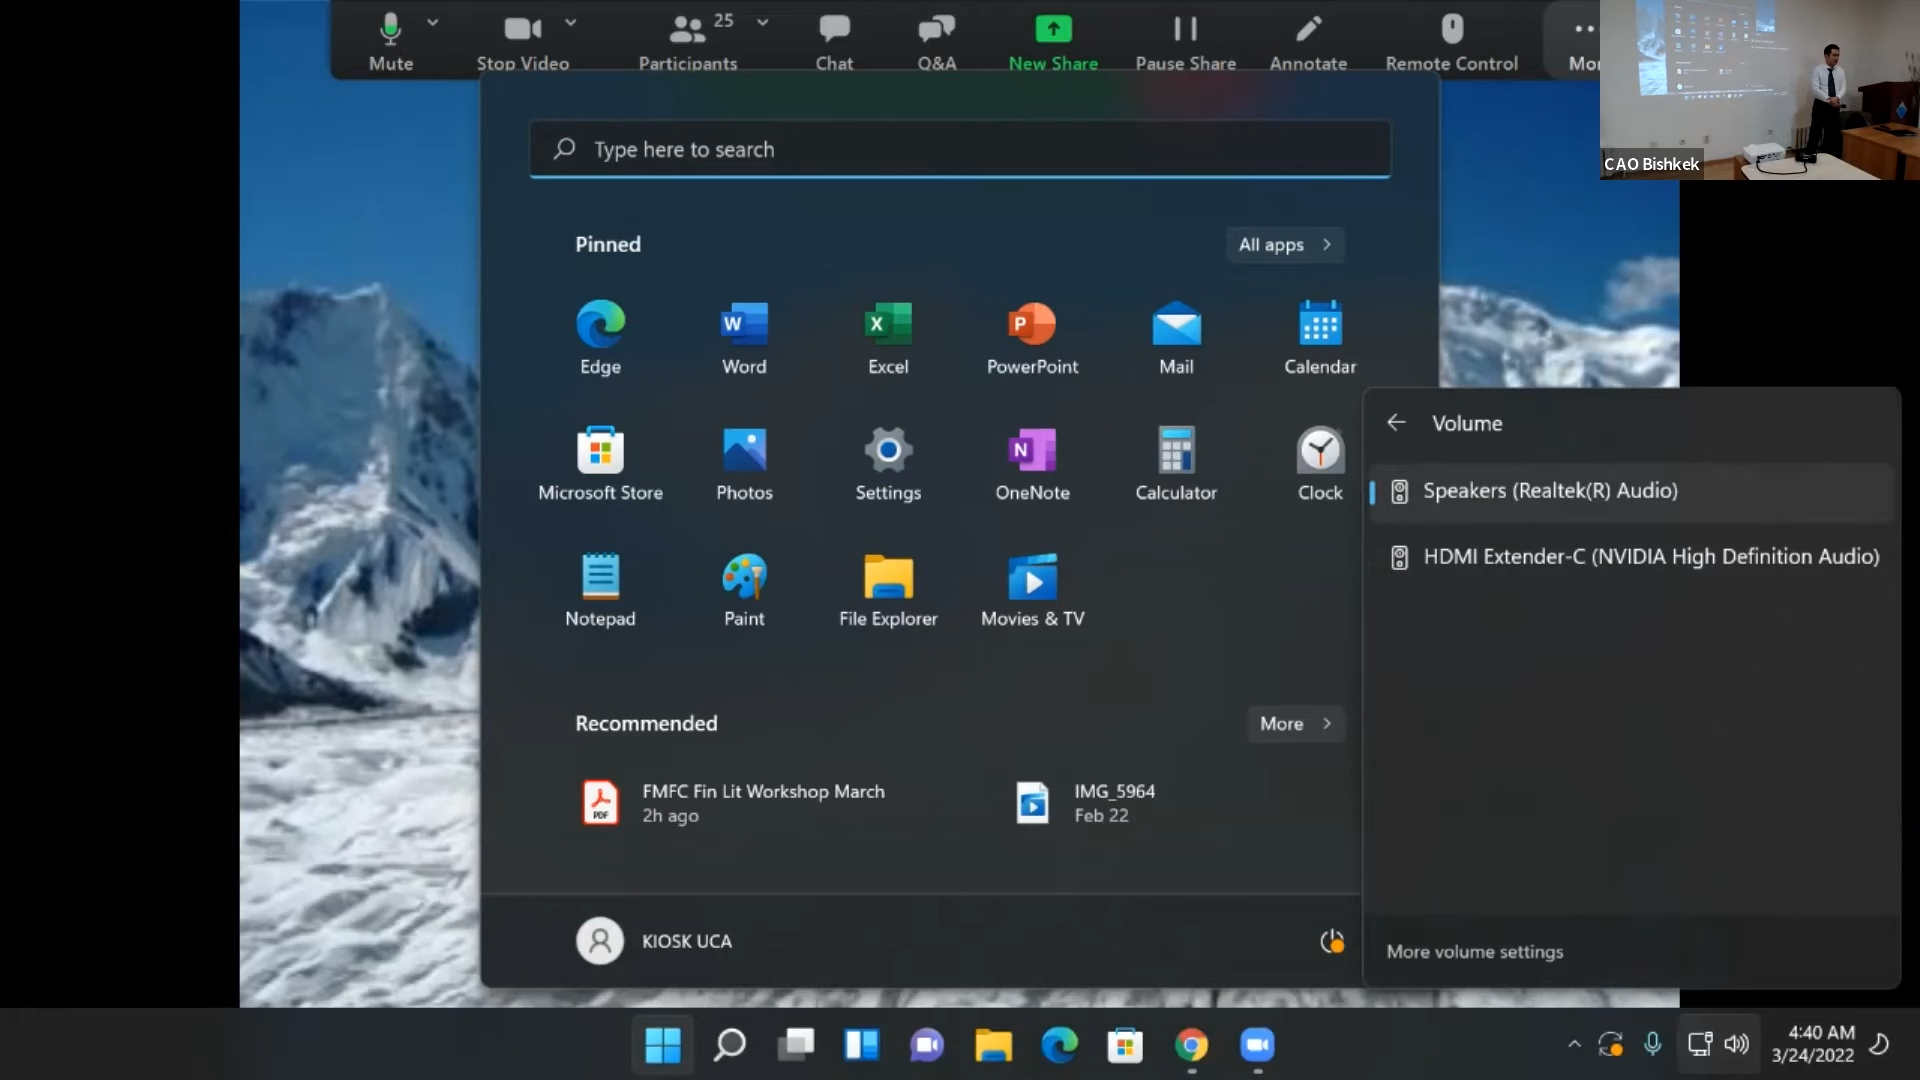 Mute
Stop Video
25
Participants
Chat
Q&A
New Share
Pause Share
Annotate
Remote Control
CAO Bishkek
Type here to search
Pinned
All apps
Edge
Word
Excel
PowerPoint
Mail
Calendar
Microsoft Store
Photos
Settings
OneNote
Calculator
Clock
Notepad
Paint
File Explorer
Movies & TV
Recommended
More
FMFC Fin Lit Workshop March
2h ago
IMG_5964
Feb 22
KIOSK UCA
Volume
Speakers (Realtek(R) Audio)
HDMI Extender-C (NVIDIA High Definition Audio)
More volume settings
4:40 AM
3/24/2022